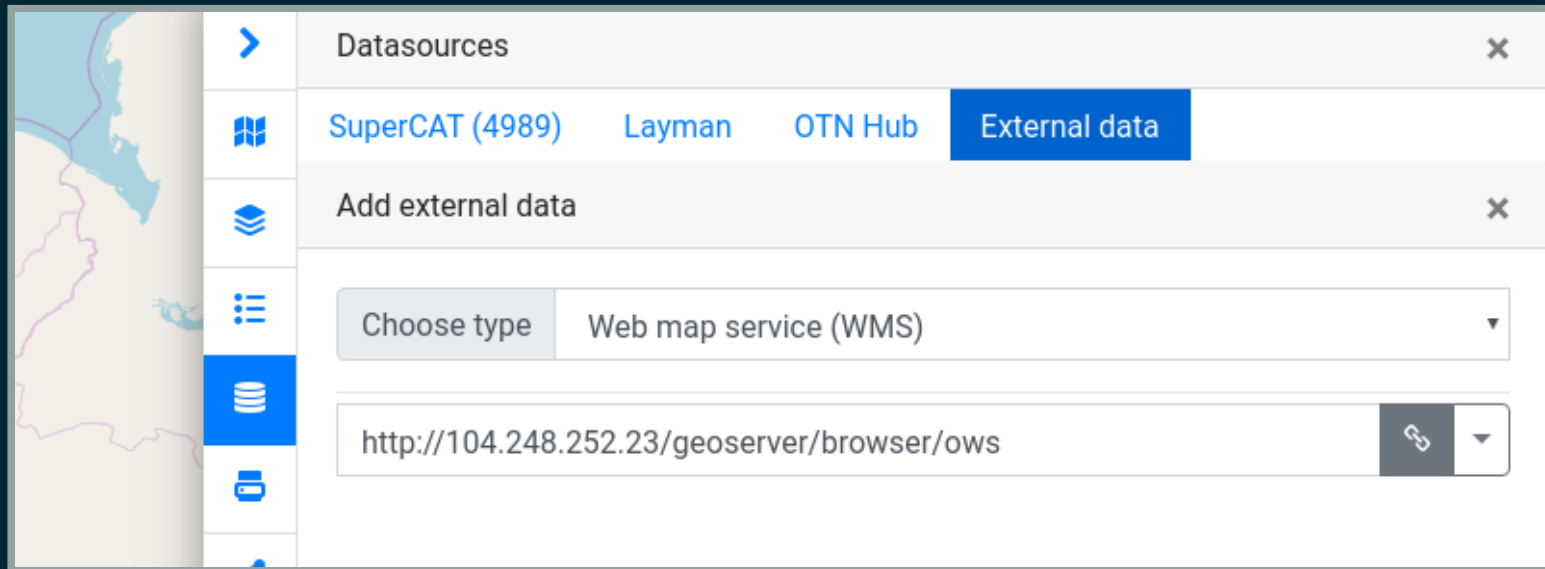 Datasources
SuperCAT (4989) Layman OTN Hub External data
Add external data
Choose type Web map service (WMS)
http://104.248.252.23/geoserver/browser/ows